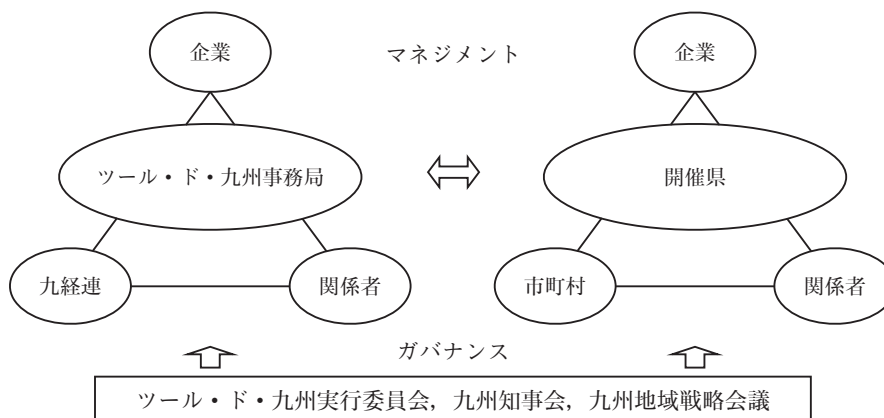 企業
マネジメント
企業
ツール・ド・九州事務局
開催県
九経連
関係者
市町村
関係者
ガバナンス
ツール・ド・九州実行委員会，九州知事会，九州地域戦略会議